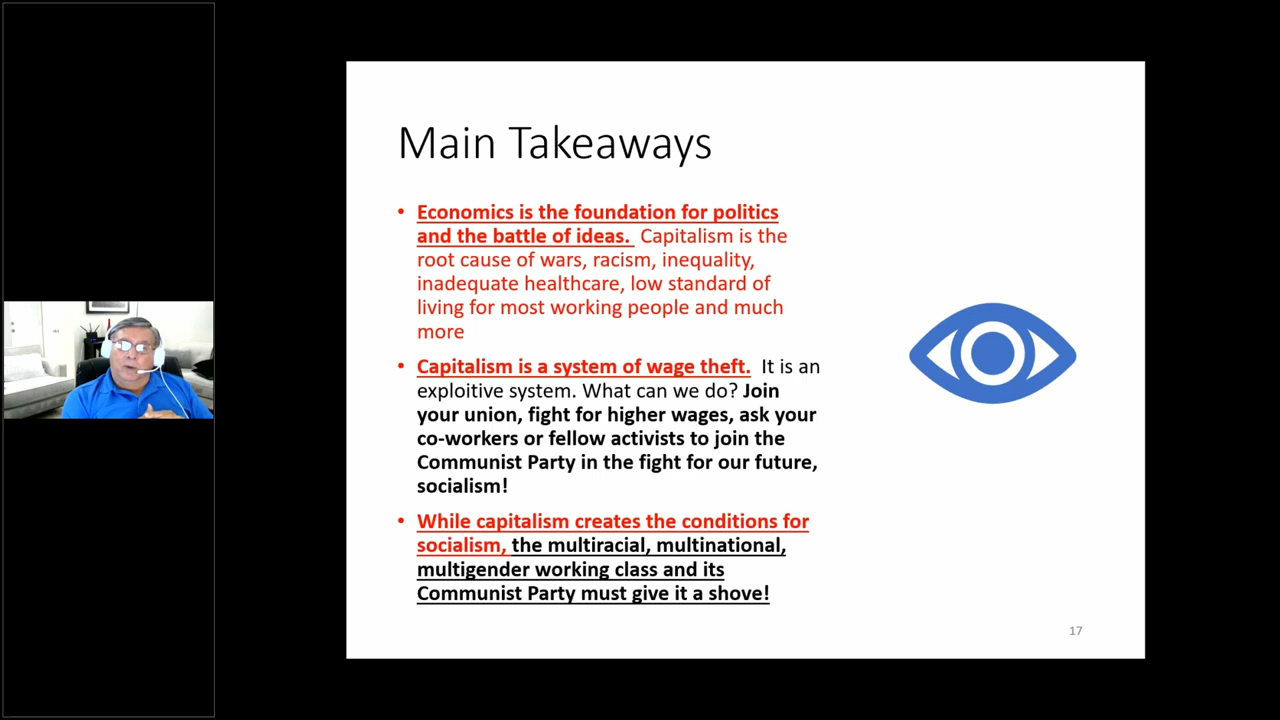 Main Takeaways
• Economics is the foundation for politics
and the battle of ideas. Capitalism is the
root cause of wars, racism, inequality,
inadequate healthcare, low standard of
living for most working people and much
more
• Capitalism is a system of wage theft. It is an
exploitive system. What can we do? Join
your union, fight for higher wages, ask your
co-workers or fellow activists to join the
Communist Party in the fight for our future,
socialism!
• While capitalism creates the conditions for
socialism, the multiracial, multinational,
multigender working class and its
Communist Party must give it a shove!
17